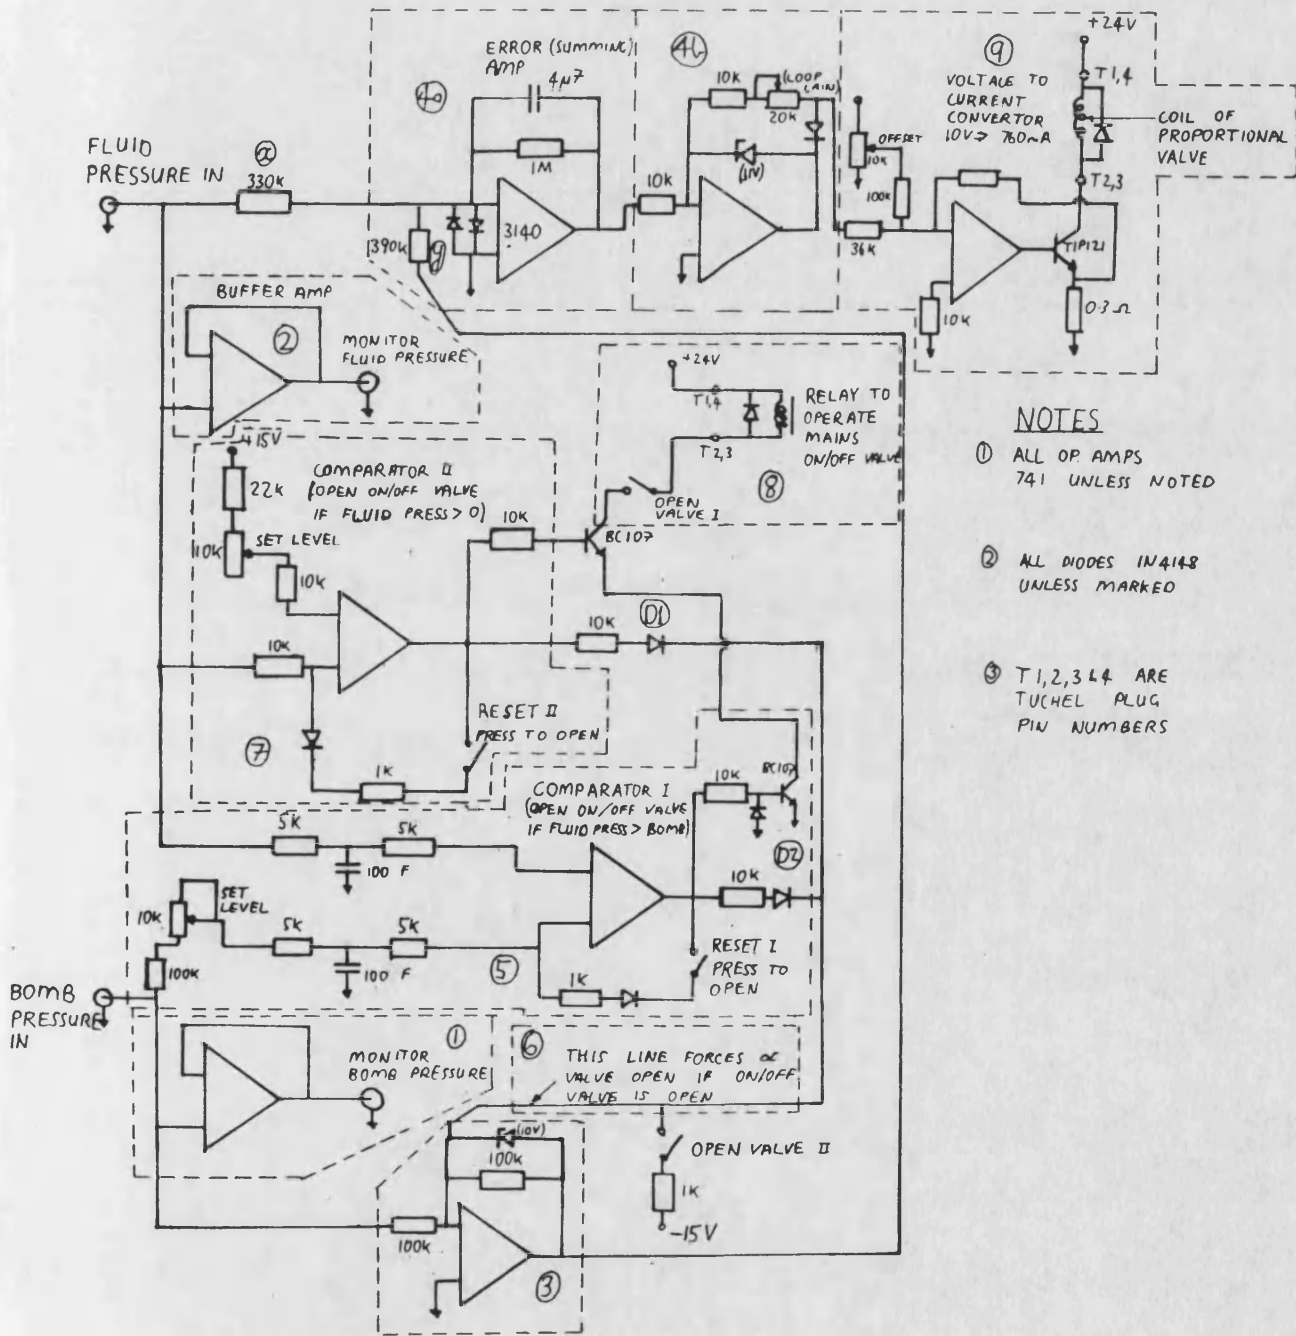 +24V
ERROR (SUMMING)
AMP
4µ7
4a
1M
3140
390K
y
FLUID
PRESSURE IN
x
330K
4b
10K
(LOOP
GAIN)
20K
10K
OFFSET
10K
100K
36K
9
VOLTAGE TO
CURRENT
CONVERTOR
10V → 760mA
T1,4
COIL OF
PROPORTIONAL
VALVE
T2,3
TIP121
10K
0.3 Ω
BUFFER AMP
2
MONITOR
FLUID PRESSURE
+24V
T1,4
T2,3
RELAY TO
OPERATE
MAINS
ON/OFF VALVE
8
OPEN
VALVE I
BC107
+15V
22K
10K
SET LEVEL
10K
COMPARATOR II
(OPEN ON/OFF VALVE
IF FLUID PRESS > 0)
10K
10K
10K
D1
RESET II
PRESS TO OPEN
7
1K
NOTES
1 ALL OP. AMPS
741 UNLESS NOTED
2 ALL DIODES IN4148
UNLESS MARKED
3 T 1,2,3 & 4 ARE
TUCHEL PLUG
PIN NUMBERS
COMPARATOR I
(OPEN ON/OFF VALVE
IF FLUID PRESS > BOMB)
10K
BC107
D2
10K
5K
5K
100 F
SET
LEVEL
10K
5K
5K
100 F
100K
5
1K
RESET I
PRESS TO
OPEN
BOMB
PRESSURE
IN
1
MONITOR
BOMB PRESSURE
6
THIS LINE FORCES ∝
VALVE OPEN IF ON/OFF
VALVE IS OPEN
(10V)
100K
100K
3
OPEN VALVE II
1K
-15V